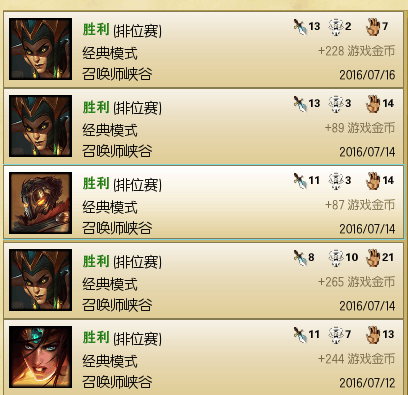 胜利 (排位赛) 13 2 7
经典模式 +228 游戏金币
召唤师峡谷 2016/07/16
胜利 (排位赛) 13 3 14
经典模式 +89 游戏金币
召唤师峡谷 2016/07/14
胜利 (排位赛) 11 3 14
经典模式 +87 游戏金币
召唤师峡谷 2016/07/14
胜利 (排位赛) 8 10 21
经典模式 +265 游戏金币
召唤师峡谷 2016/07/14
胜利 (排位赛) 11 7 13
经典模式 +244 游戏金币
召唤师峡谷 2016/07/12